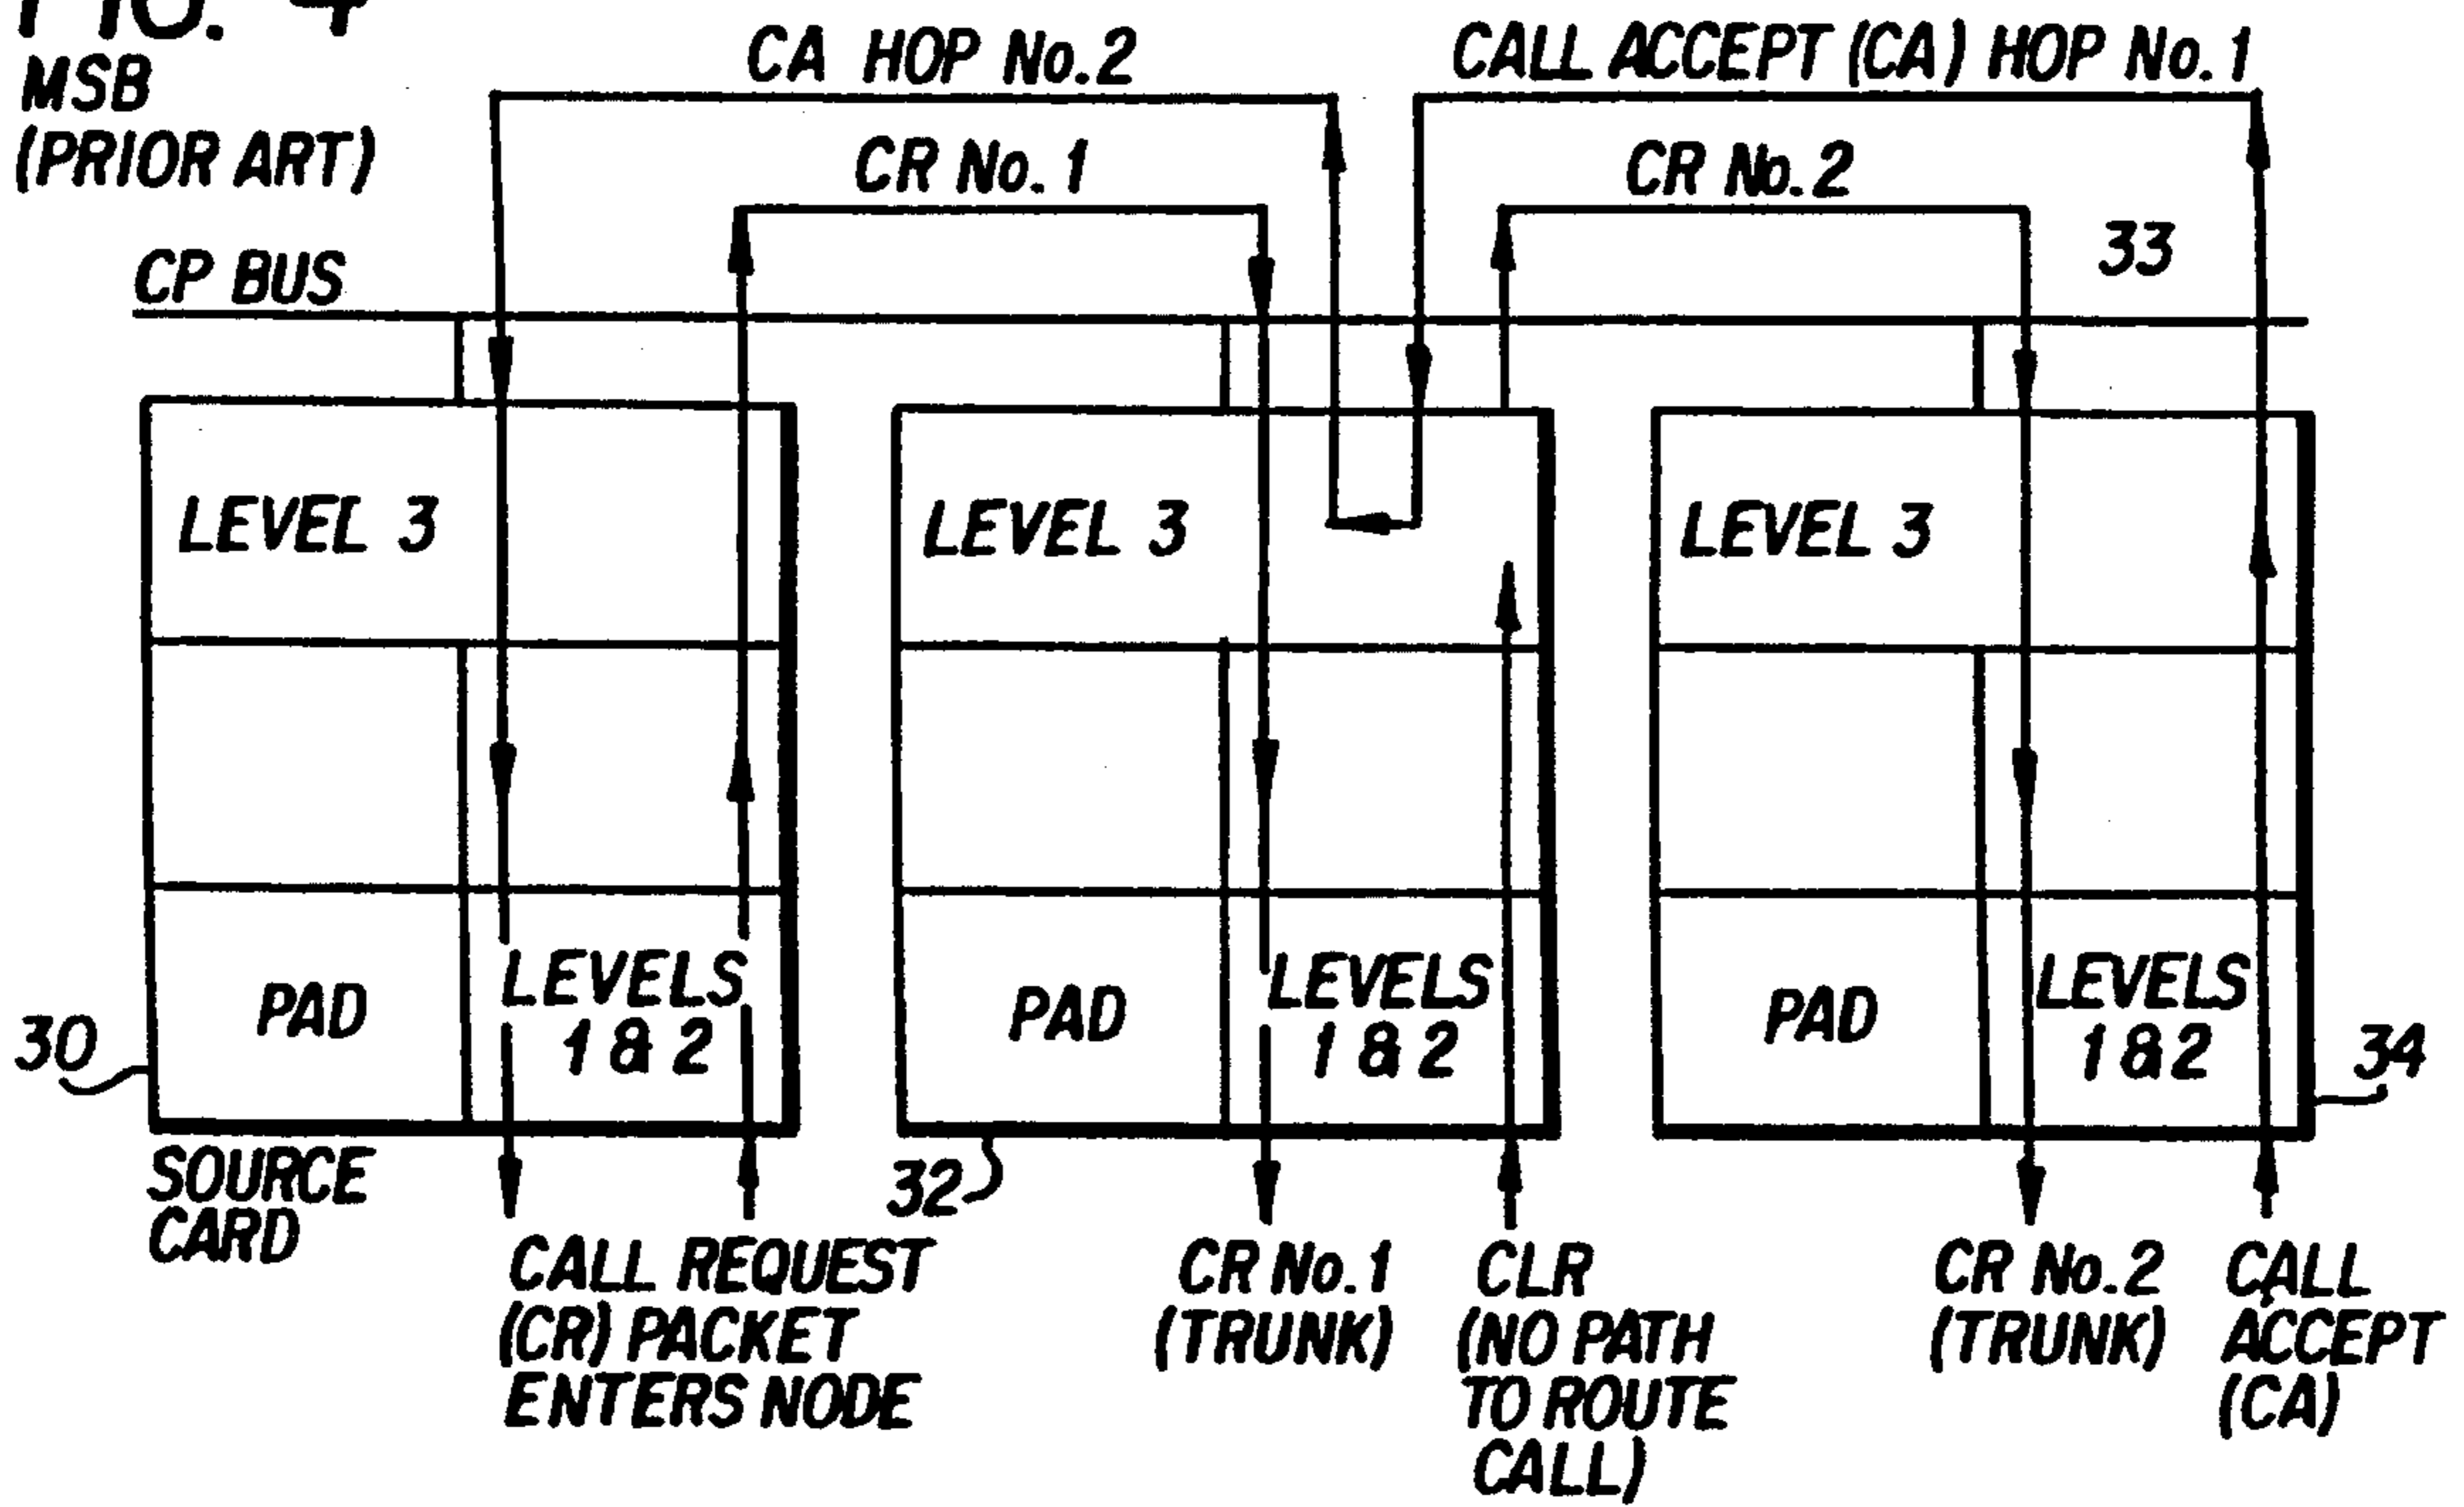 FIG. 4
MSB
(PRIOR ART)
CA HOP No. 2
CALL ACCEPT (CA) HOP No. 1
CR No. 1
CR No. 2
33
CP BUS
LEVEL 3
LEVEL 3
LEVEL 3
PAD
LEVELS
1 & 2
PAD
LEVELS
1 & 2
PAD
LEVELS
1 & 2
30
32
34
SOURCE
CARD
CALL REQUEST
(CR) PACKET
ENTERS NODE
CR No. 1
(TRUNK)
CLR
(NO PATH
TO ROUTE
CALL)
CR No. 2
(TRUNK)
CALL
ACCEPT
(CA)